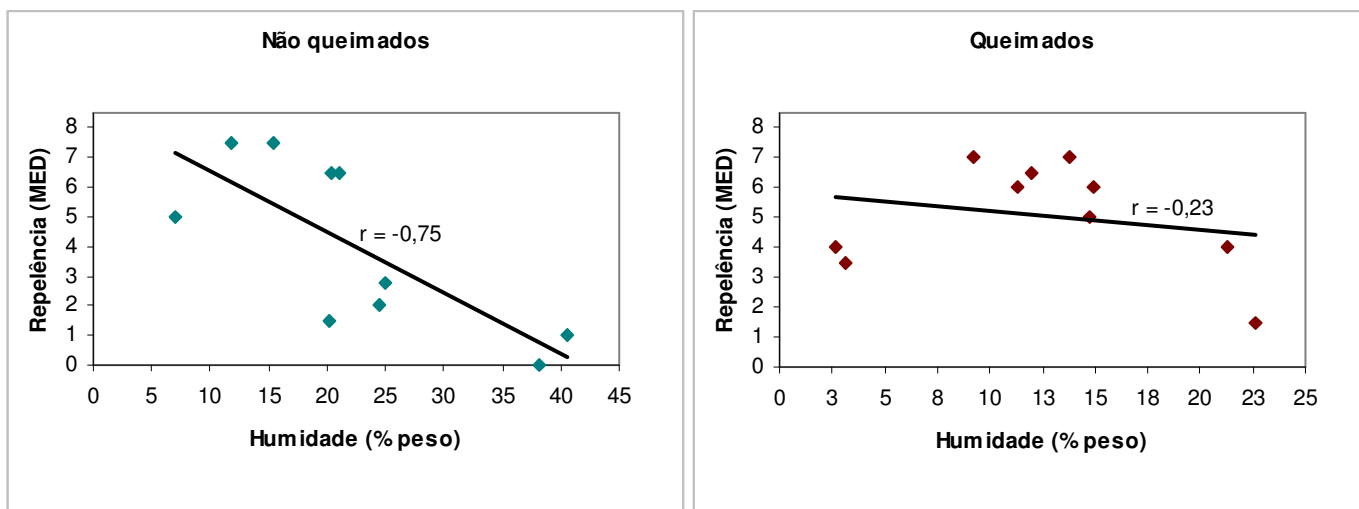 Não queimados
8
7
6
5
4
3
2
1
0
Repelência (MED)
r = -0,75
0 5 10 15 20 25 30 35 40 45
Humidade (% peso)
Queimados
8
7
6
5
4
3
2
1
0
Repelência (MED)
r = -0,23
0 3 5 8 10 13 15 18 20 23 25
Humidade (% peso)